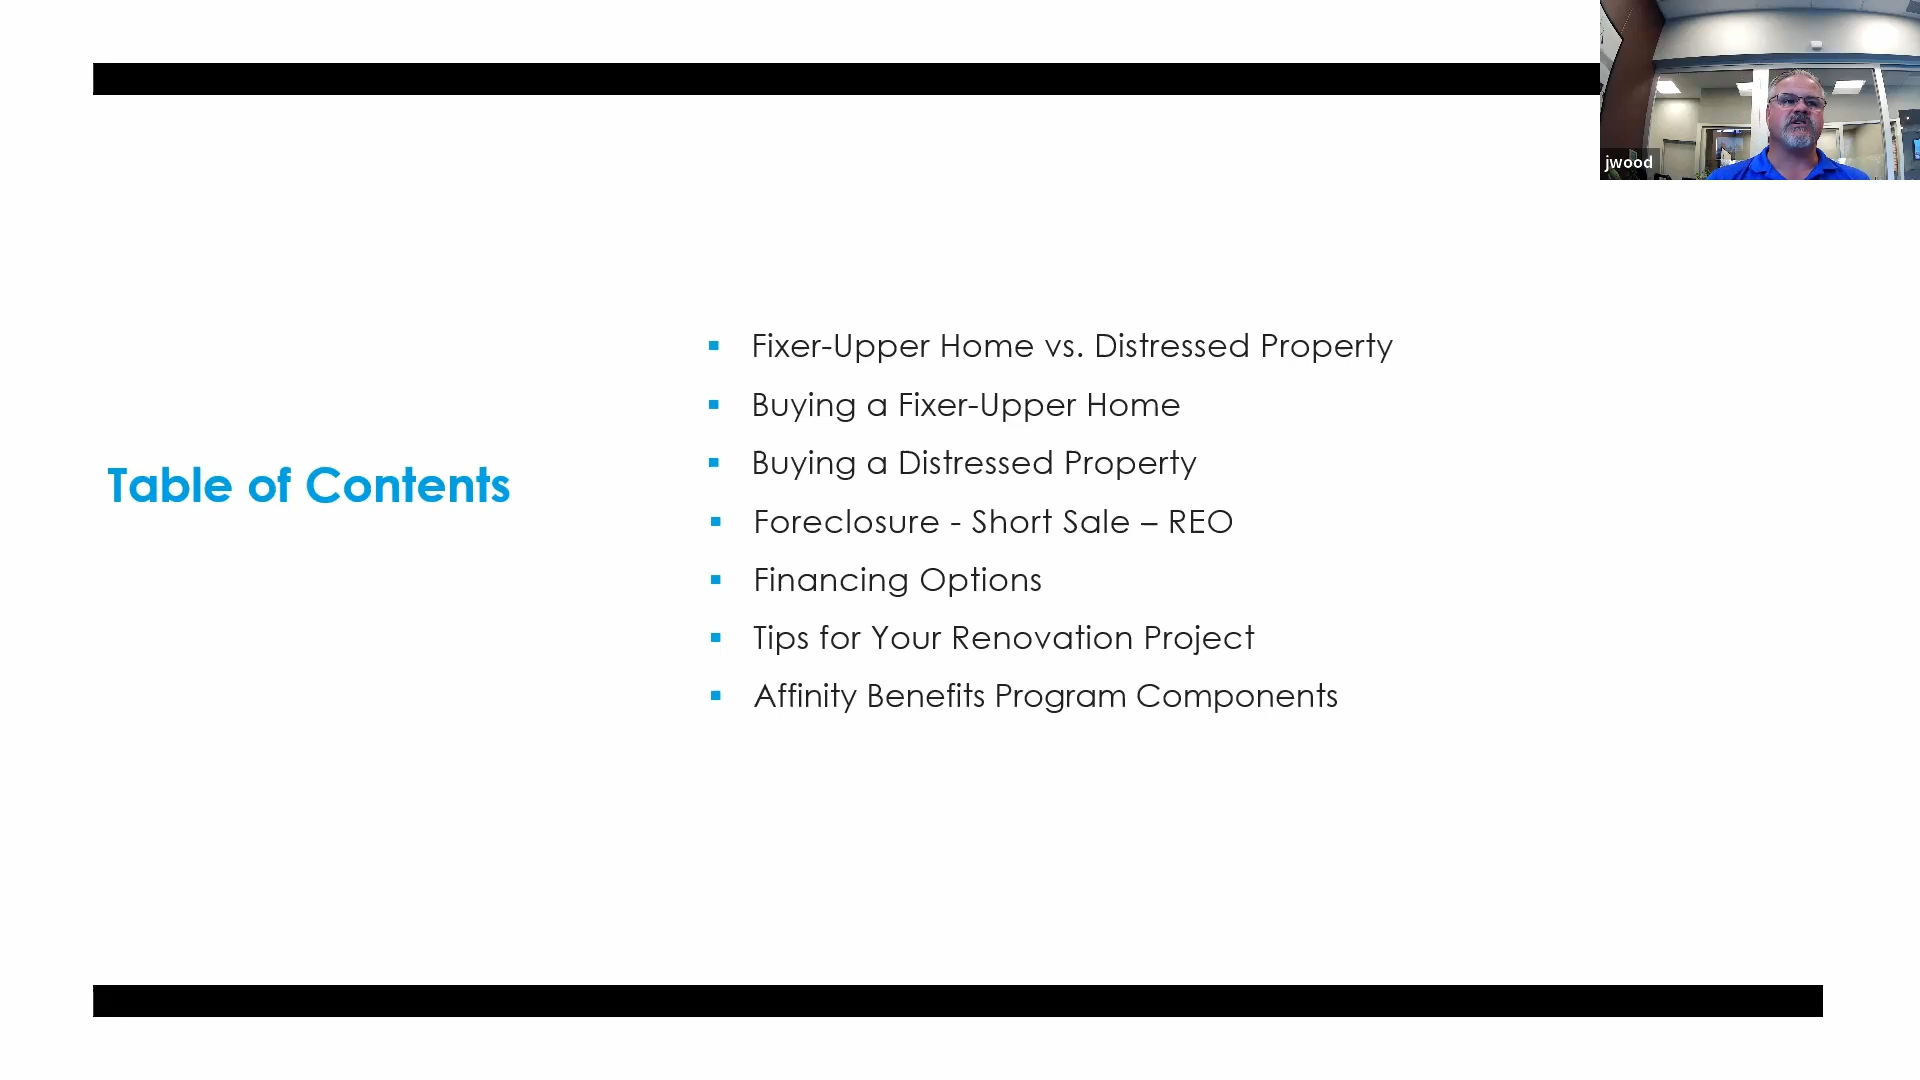 jwood
Table of Contents
Fixer-Upper Home vs. Distressed Property
Buying a Fixer-Upper Home
Buying a Distressed Property
Foreclosure - Short Sale – REO
Financing Options
Tips for Your Renovation Project
Affinity Benefits Program Components